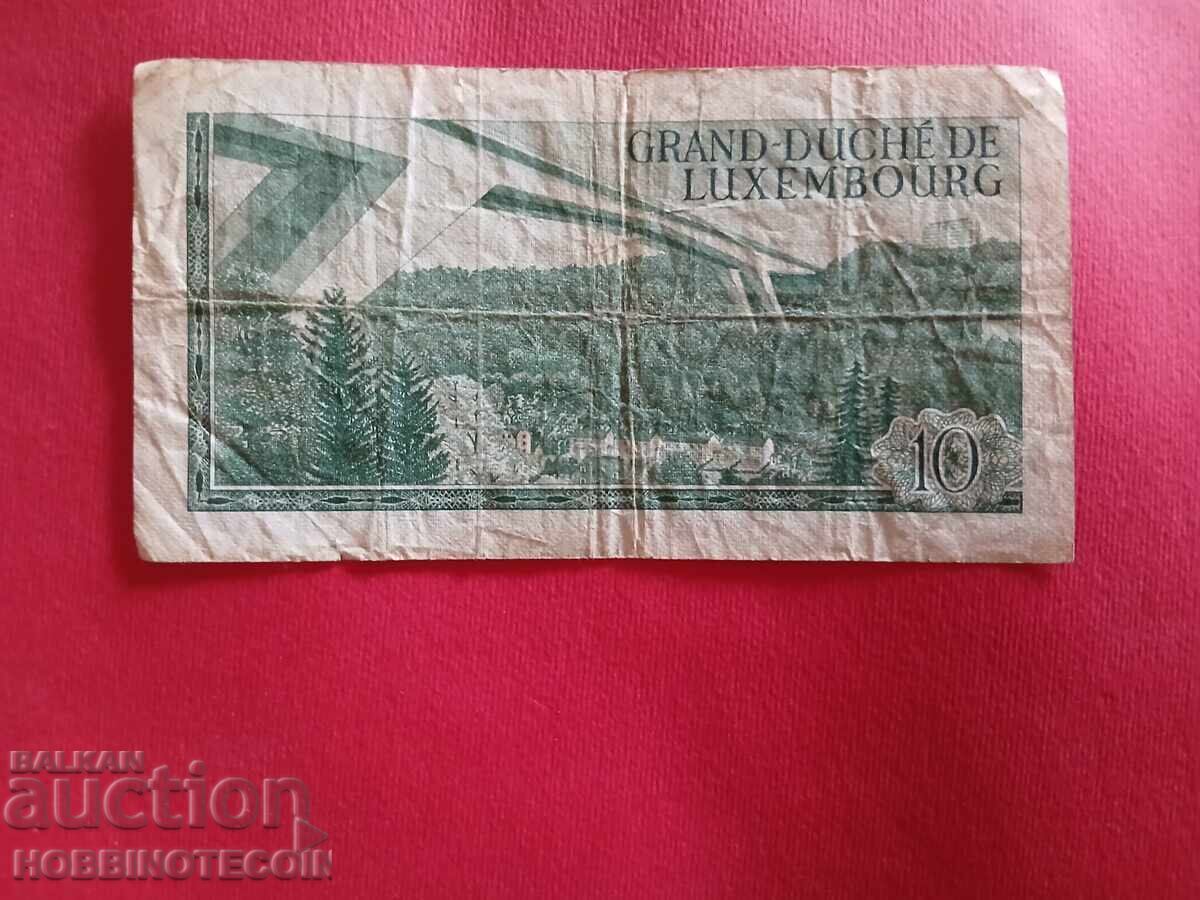 GRAND-DUCHÉ DE
LUXEMBOURG
10
BALKAN
auction
HOBBINOTECOIN